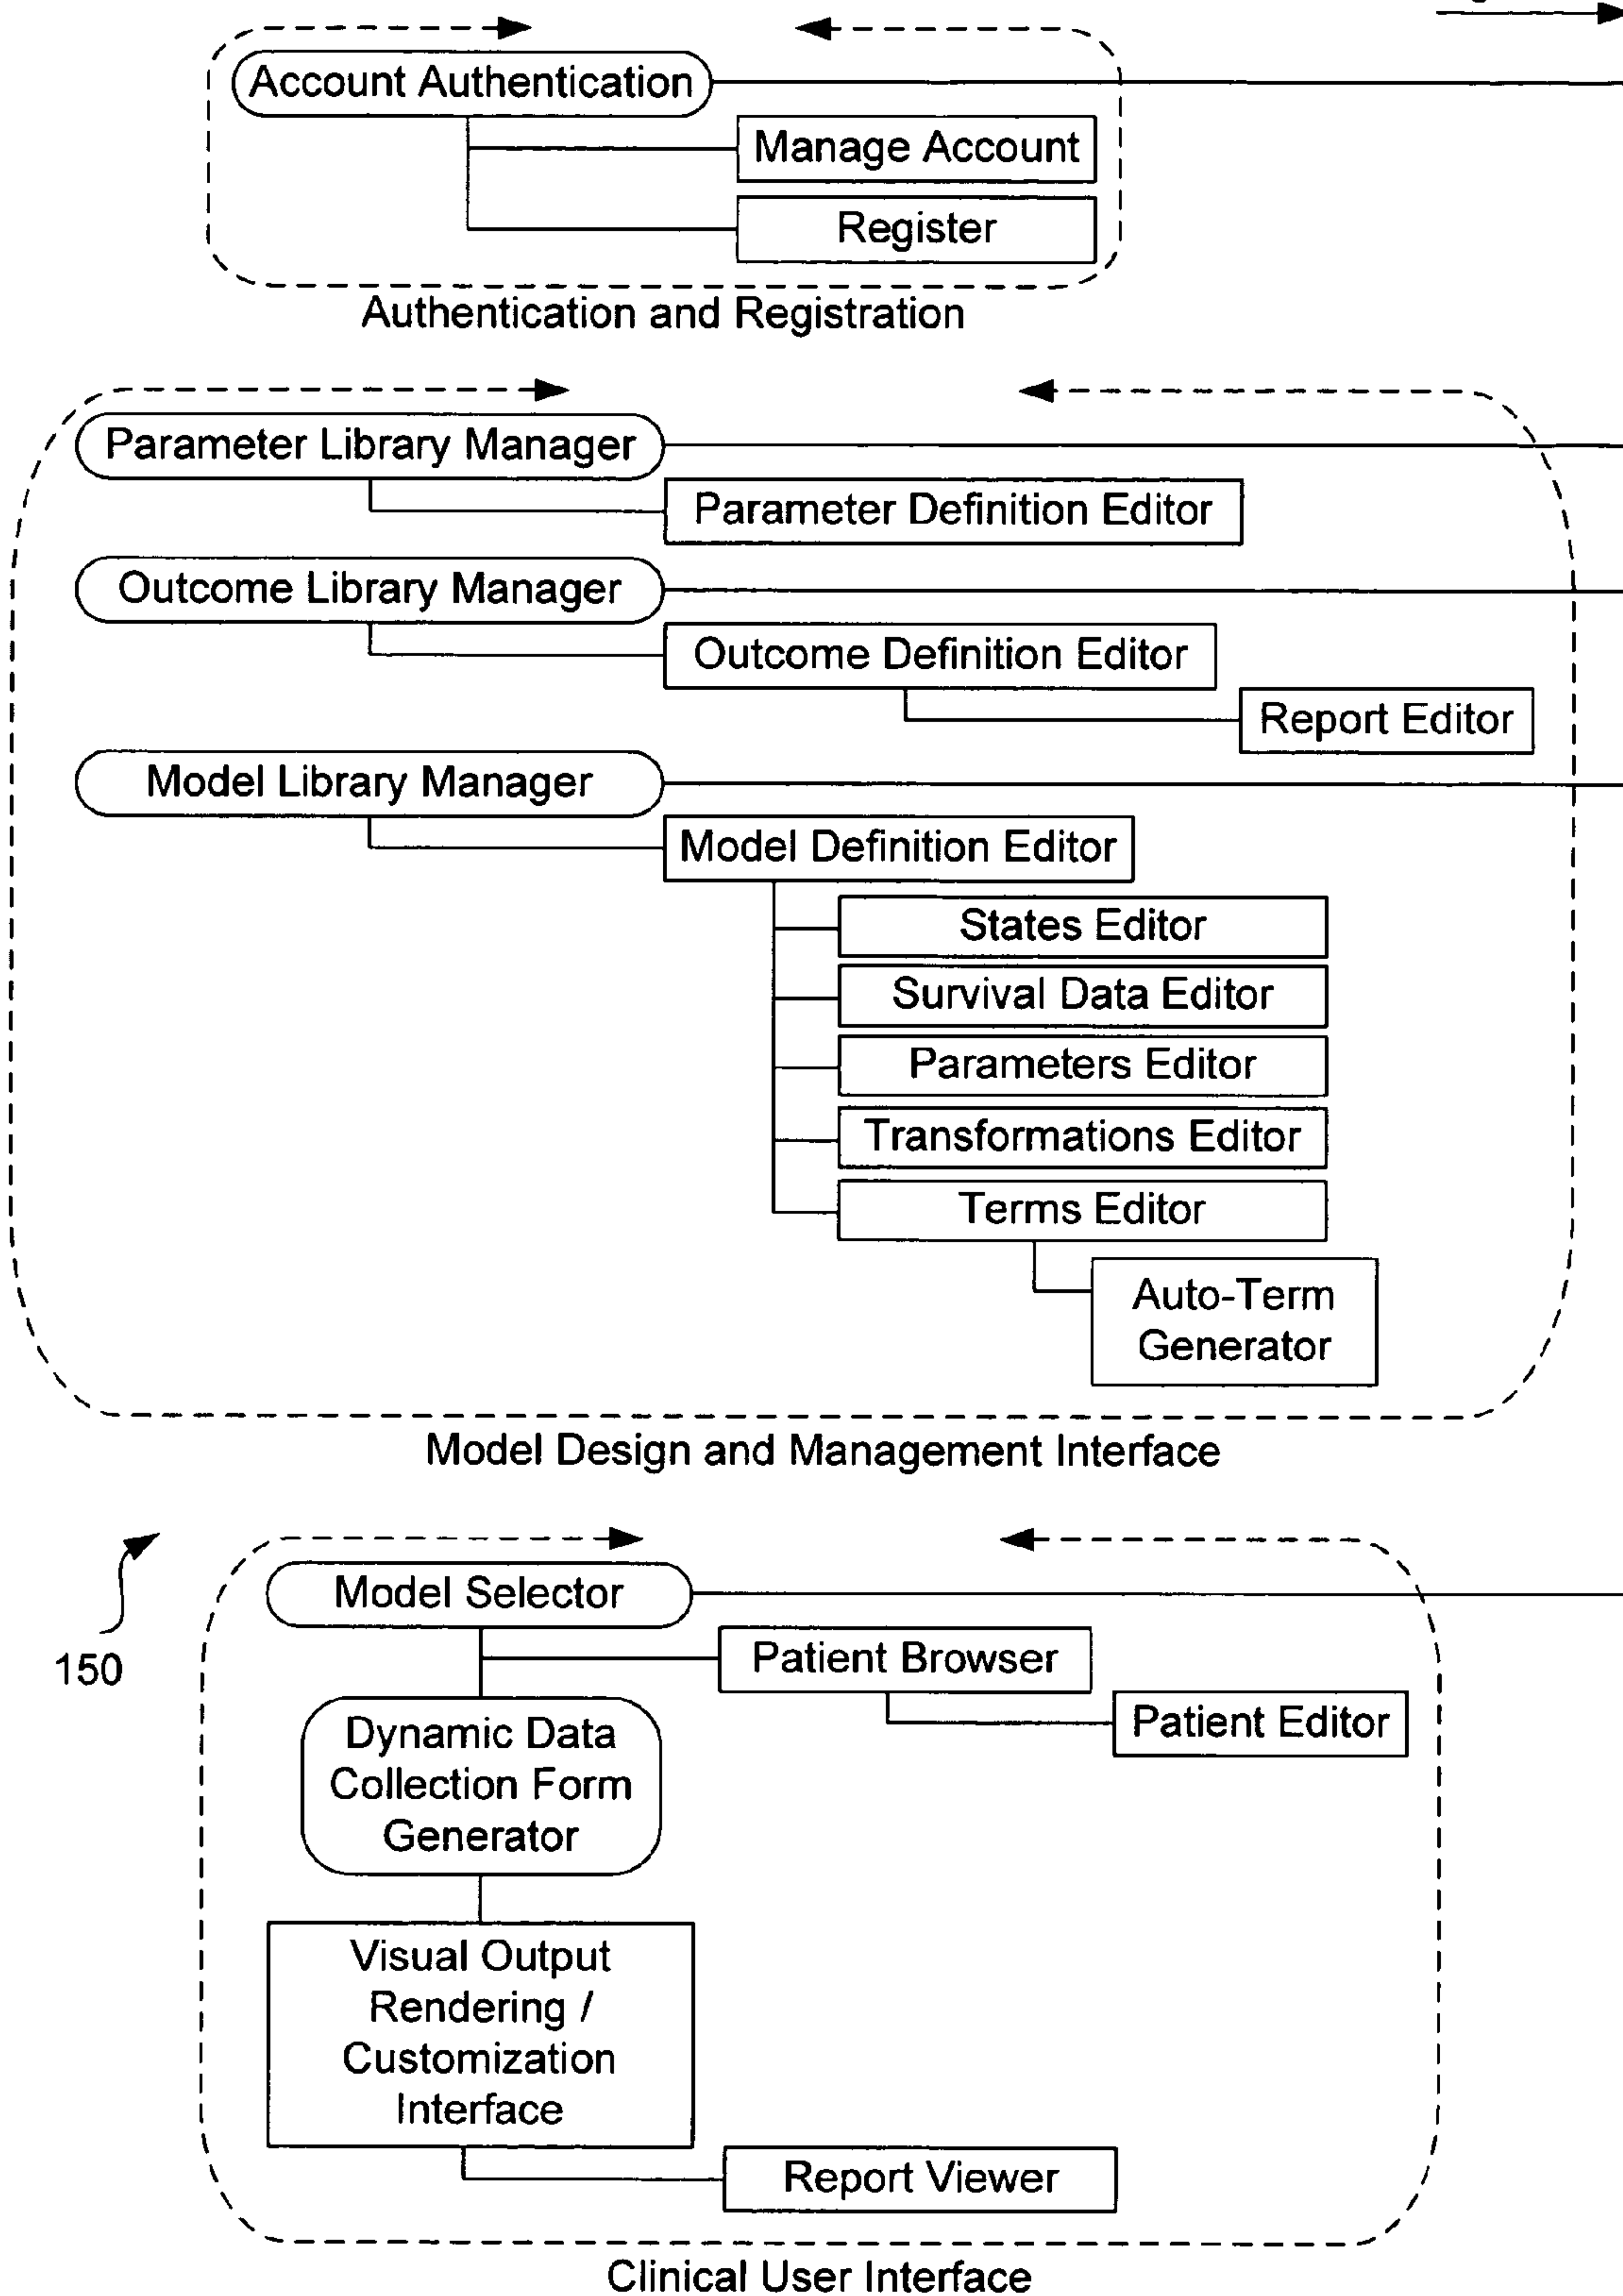 Account Authentication
Manage Account
Register
Authentication and Registration
Parameter Library Manager
Parameter Definition Editor
Outcome Library Manager
Outcome Definition Editor
Report Editor
Model Library Manager
Model Definition Editor
States Editor
Survival Data Editor
Parameters Editor
Transformations Editor
Terms Editor
Auto-Term
Generator
Model Design and Management Interface
150
Model Selector
Patient Browser
Patient Editor
Dynamic Data
Collection Form
Generator
Visual Output
Rendering /
Customization
Interface
Report Viewer
Clinical User Interface